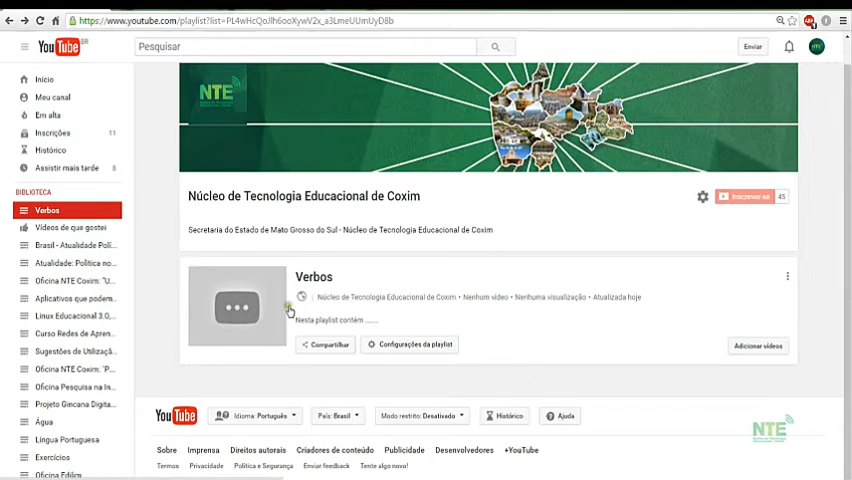 https://www.youtube.com/playlist?list=PL4wHcQoJlh6ooXywV2x_a3LmeUUmUyD8b
YouTube BR
Pesquisar
Enviar
NTE
Início
Meu canal
Em alta
Inscrições 11
Histórico
Assistir mais tarde 8
BIBLIOTECA
Verbos
Vídeos de que gostei
Brasil - Atualidade Polí...
Atualidade: Política no...
Oficina NTE Coxim: "U...
Aplicativos que podem...
Linux Educacional 3.0,...
Curso Redes de Apren...
Sugestões de Utilizaçã...
Oficina NTE Coxim: "P...
Oficina Pesquisa na In...
Projeto Gincana Digita...
Água
Língua Portuguesa
Exercícios
Oficina Edilim
NTE
Núcleo de Tecnologia Educacional de Coxim
Inscrever-se 45
Secretaria do Estado de Mato Grosso do Sul - Núcleo de Tecnologia Educacional de Coxim
Verbos
Núcleo de Tecnologia Educacional de Coxim • Nenhum vídeo • Nenhuma visualização • Atualizada hoje
Nesta playlist contém .......
Compartilhar
Configurações da playlist
Adicionar vídeos
YouTube
Idioma: Português
País: Brasil
Modo restrito: Desativado
Histórico
Ajuda
NTE
Sobre Imprensa Direitos autorais Criadores de conteúdo Publicidade Desenvolvedores +YouTube
Termos Privacidade Política e Segurança Enviar feedback Tente algo novo!